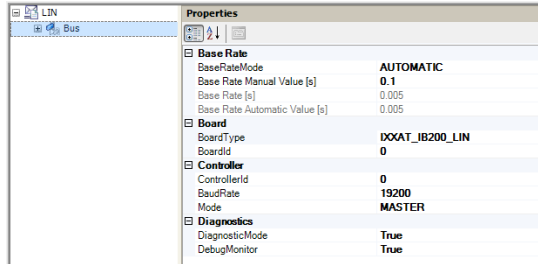 LIN
Bus
Properties
Base Rate
BaseRateMode AUTOMATIC
Base Rate Manual Value [s] 0.1
Base Rate [s] 0.005
Base Rate Automatic Value [s] 0.005
Board
BoardType IXXAT_IB200_LIN
BoardId 0
Controller
ControllerId 0
BaudRate 19200
Mode MASTER
Diagnostics
DiagnosticMode True
DebugMonitor True